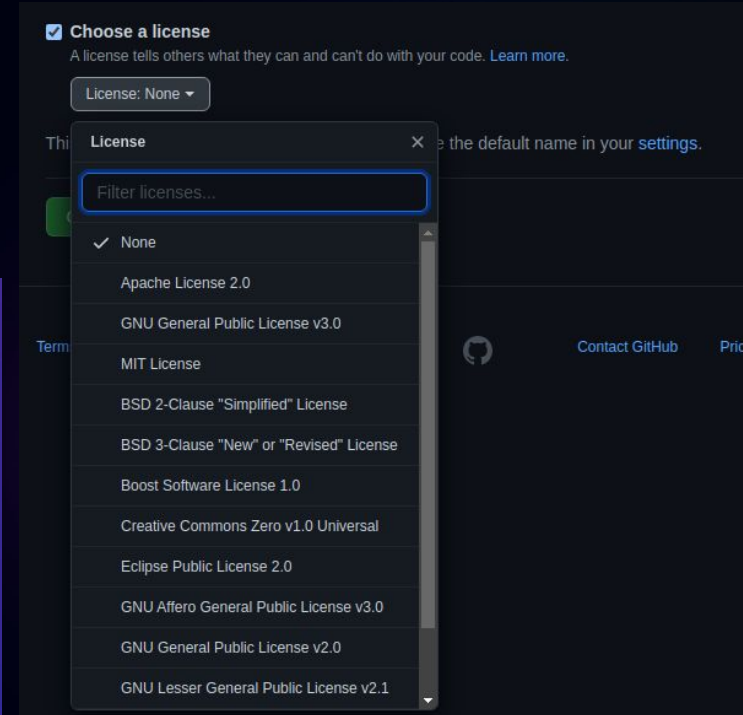 Choose a license
A license tells others what they can and can't do with your code. Learn more.
License: None
License
e the default name in your settings.
Filter licenses...
None
Apache License 2.0
GNU General Public License v3.0
MIT License
Contact GitHub
BSD 2-Clause "Simplified" License
BSD 3-Clause "New" or "Revised" License
Boost Software License 1.0
Creative Commons Zero v1.0 Universal
Eclipse Public License 2.0
GNU Affero General Public License v3.0
GNU General Public License v2.0
GNU Lesser General Public License v2.1